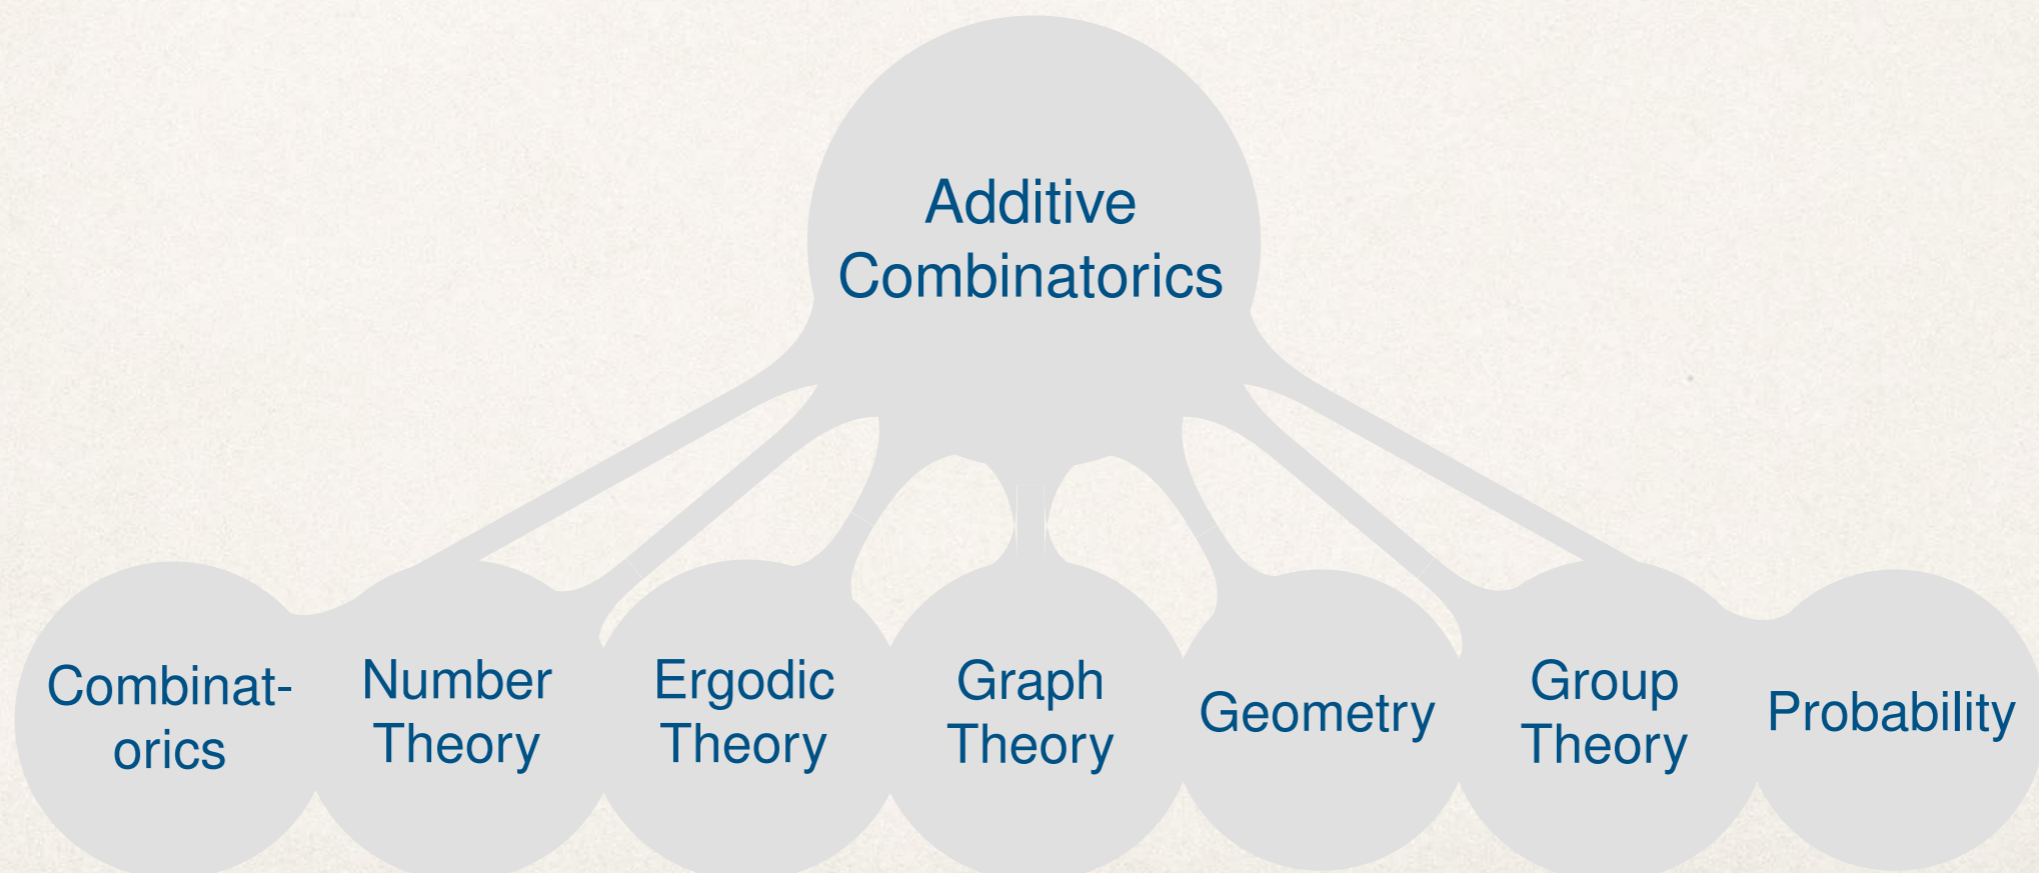 Additive
Combinatorics
Combinat-
orics
Number
Theory
Ergodic
Theory
Graph
Theory
Geometry
Group
Theory
Probability